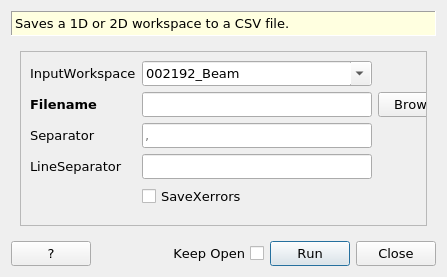 Saves a 1D or 2D workspace to a CSV file.
InputWorkspace 002192_Beam
Filename Brow
Separator ,
LineSeparator
SaveXerrors
? Keep Open Run Close